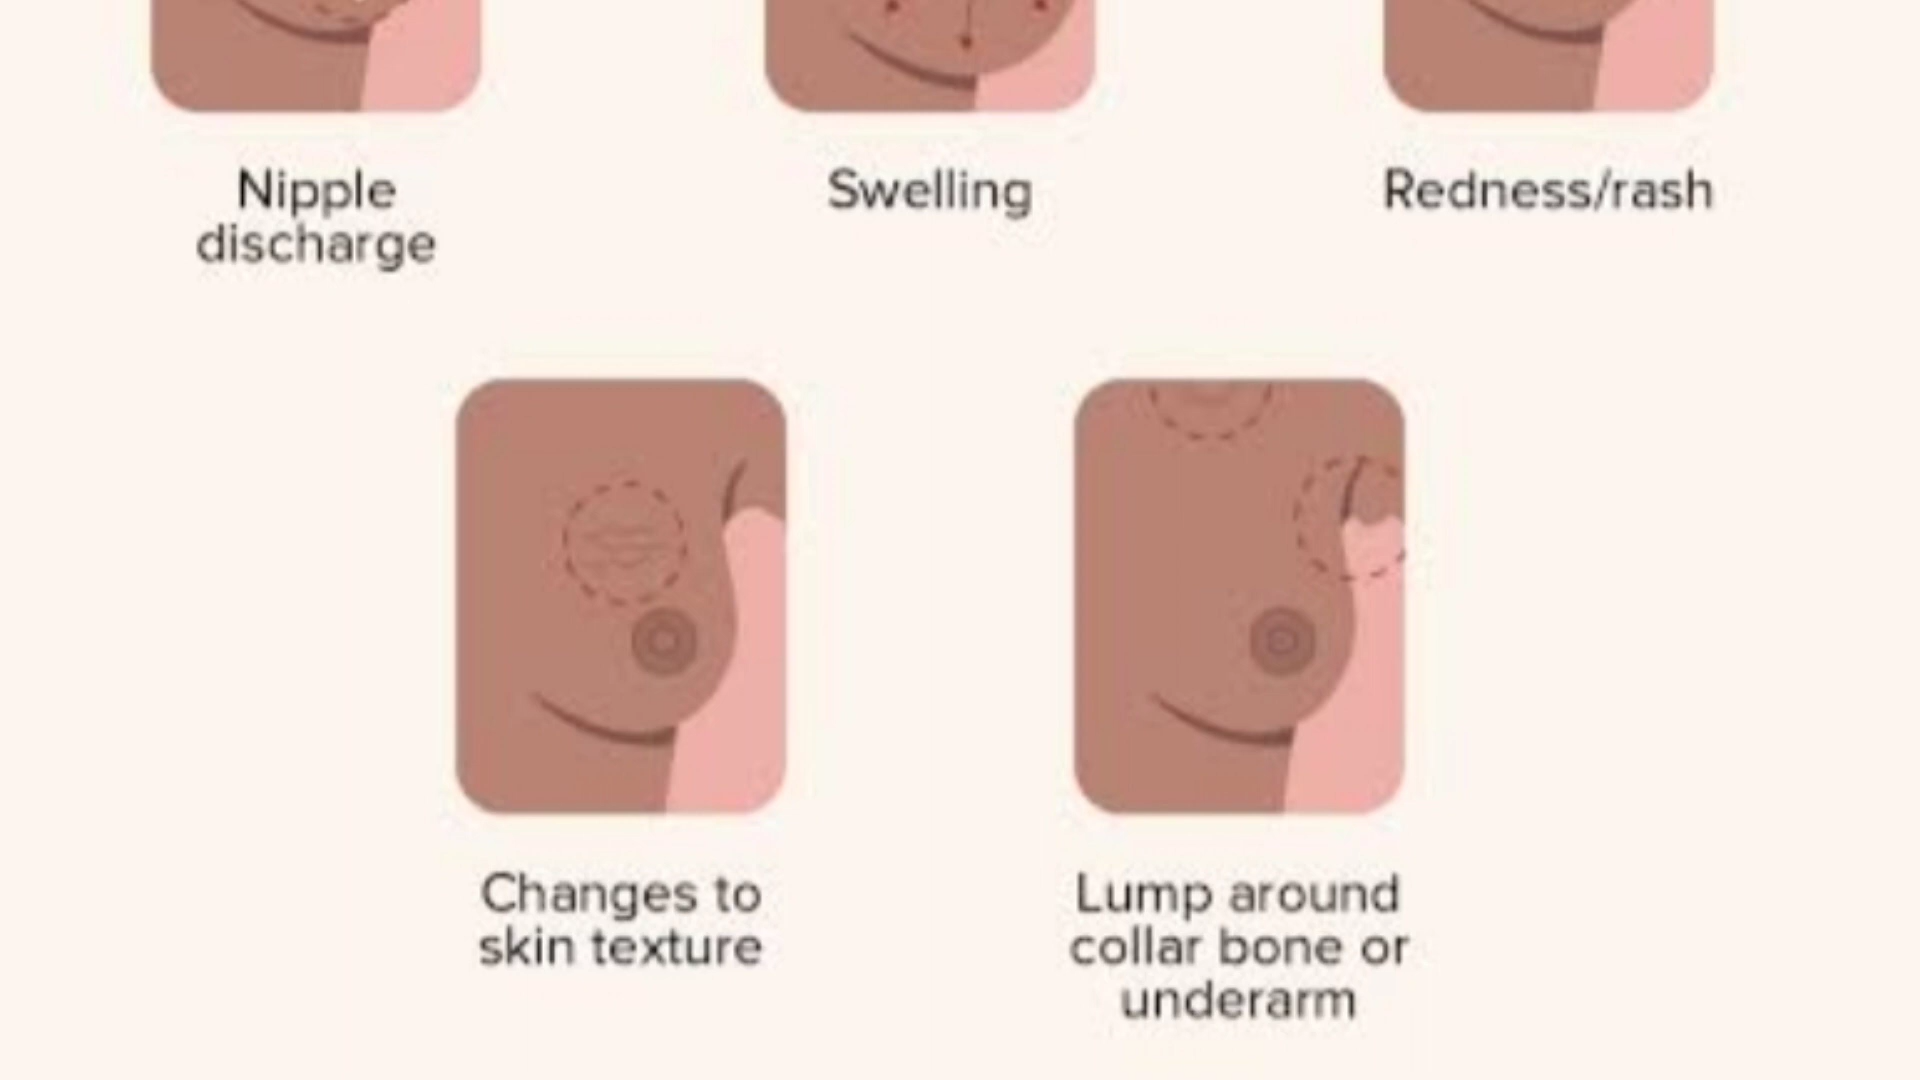 Nipple
discharge
Swelling
Redness/rash
Changes to
skin texture
Lump around
collar bone or
underarm